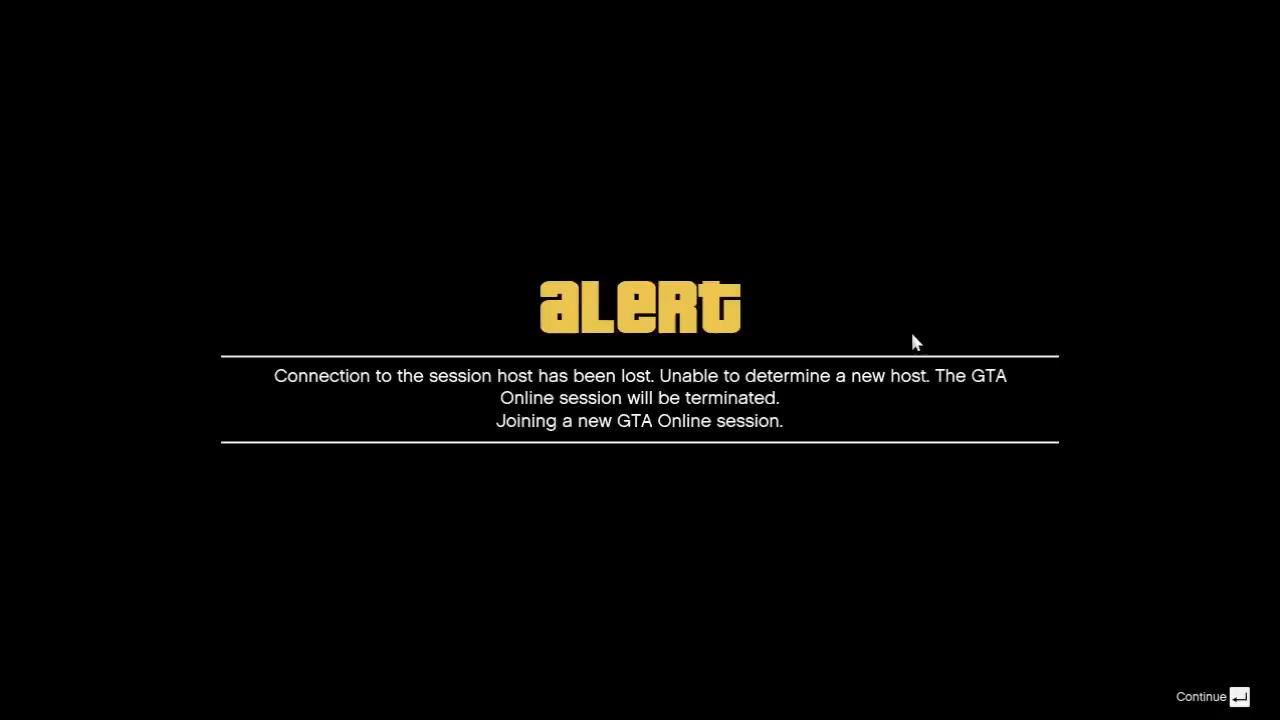 alert
Connection to the session host has been lost. Unable to determine a new host. The GTA
Online session will be terminated.
Joining a new GTA Online session.
Continue